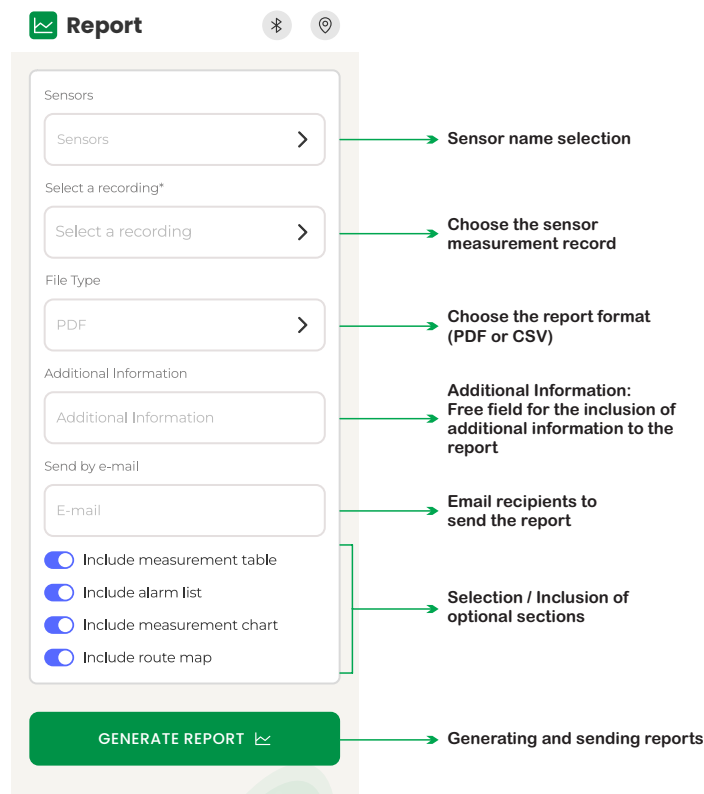 Report
Sensors
Sensors
Sensor name selection
Select a recording*
Select a recording
Choose the sensor
measurement record
File Type
PDF
Choose the report format
(PDF or CSV)
Additional Information
Additional Information
Additional Information:
Free field for the inclusion of
additional information to the
report
Send by e-mail
E-mail
Email recipients to
send the report
Include measurement table
Include alarm list
Include measurement chart
Include route map
Selection / Inclusion of
optional sections
GENERATE REPORT
Generating and sending reports